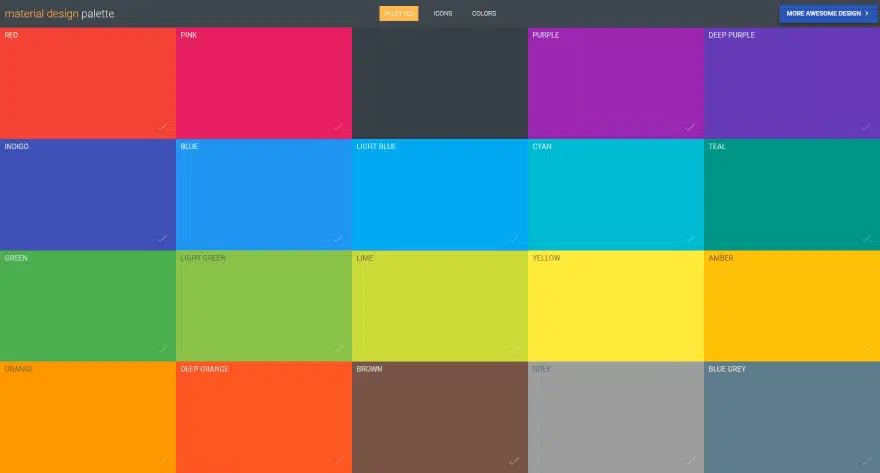 material design palette
ICONS
COLORS
MORE AWESOME DESIGN
RED
PINK
PURPLE
DEEP PURPLE
INDIGO
BLUE
LIGHT BLUE
CYAN
TEAL
GREEN
LIGHT GREEN
LIME
YELLOW
AMBER
ORANGE
DEEP ORANGE
BROWN
GREY
BLUE GREY